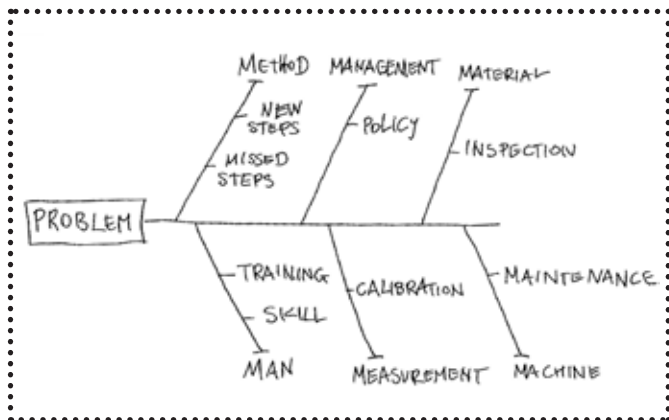 METHOD
MANAGEMENT
MATERIAL
NEW
STEPS
POLICY
MISSED
STEPS
INSPECTION
PROBLEM
TRAINING
SKILL
MAN
CALIBRATION
MEASUREMENT
MAINTENANCE
MACHINE